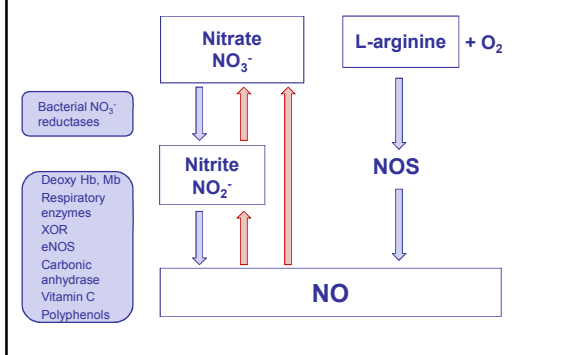 Nitrate
NO₃⁻
L-arginine + O₂
Bacterial NO₃⁻
reductases
Nitrite
NO₂⁻
NOS
Deoxy Hb, Mb
Respiratory
enzymes
XOR
eNOS
Carbonic
anhydrase
Vitamin C
Polyphenols
NO